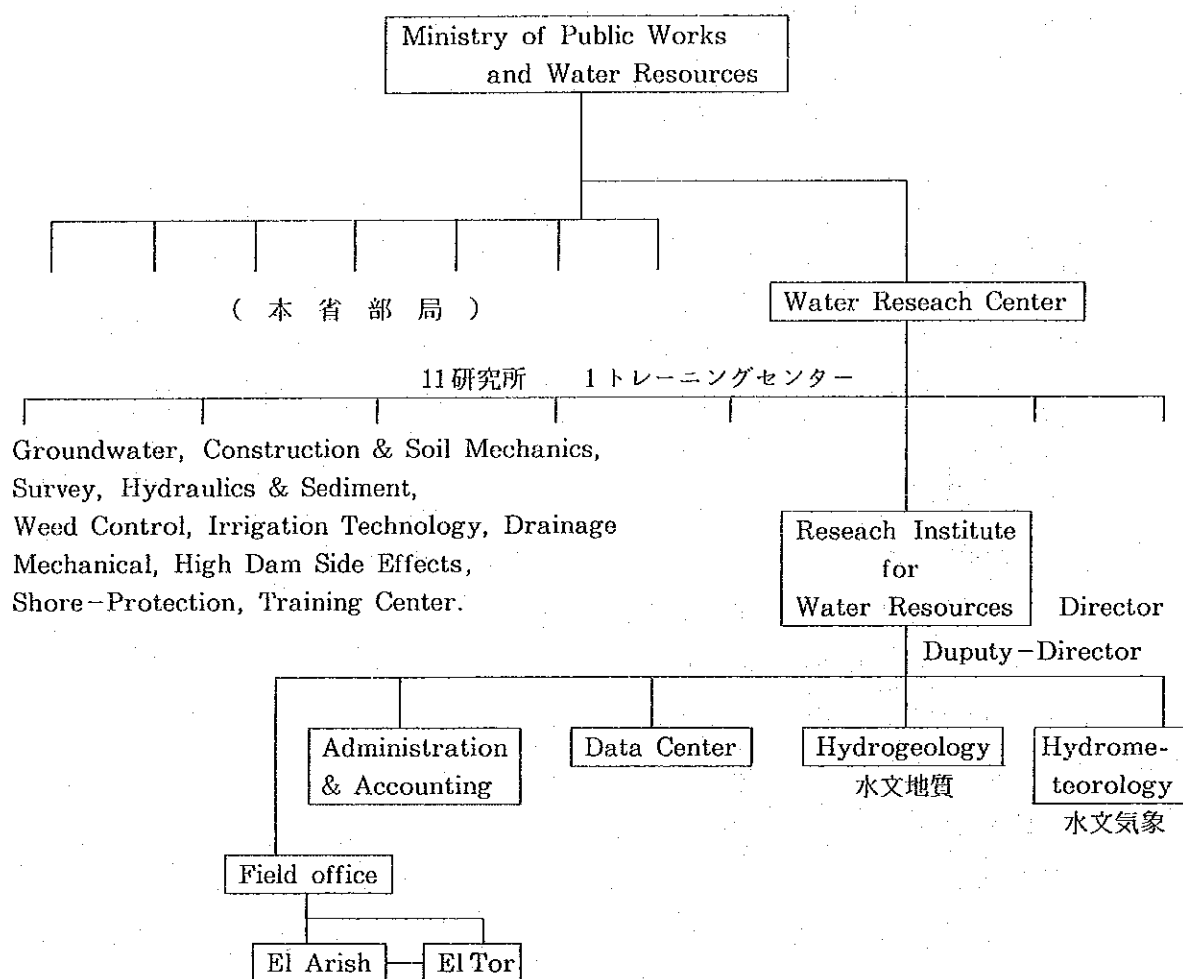 Ministry of Public Works
and Water Resources
(本省部局)
Water Reseach Center
11研究所 1トレーニングセンター
Groundwater, Construction & Soil Mechanics,
Survey, Hydraulics & Sediment,
Weed Control, Irrigation Technology, Drainage
Mechanical, High Dam Side Effects,
Shore-Protection, Training Center.
Reseach Institute
for
Water Resources
Director
Duputy-Director
Administration
& Accounting
Data Center
Hydrogeology
水文地質
Hydrome-
teorology
水文気象
Field office
El Arish
El Tor